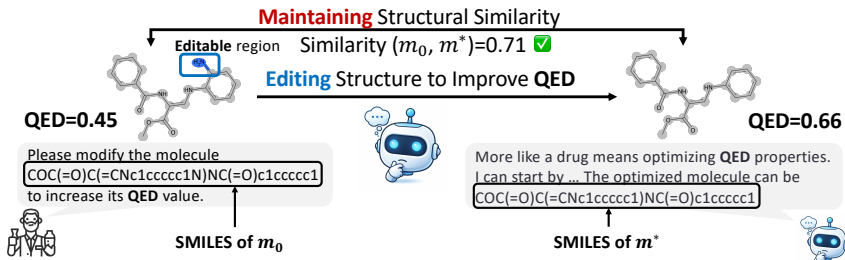 Maintaining Structural Similarity
Editable region
Similarity (m₀, m*)=0.71 ✅
H₂N
Editing Structure to Improve QED
QED=0.45
QED=0.66
Please modify the molecule
COC(=O)C(=CNc1ccccc1N)NC(=O)c1ccccc1
to increase its QED value.
More like a drug means optimizing QED properties.
I can start by ... The optimized molecule can be
COC(=O)C(=CNc1ccccc1)NC(=O)c1ccccc1
SMILES of m₀
SMILES of m*